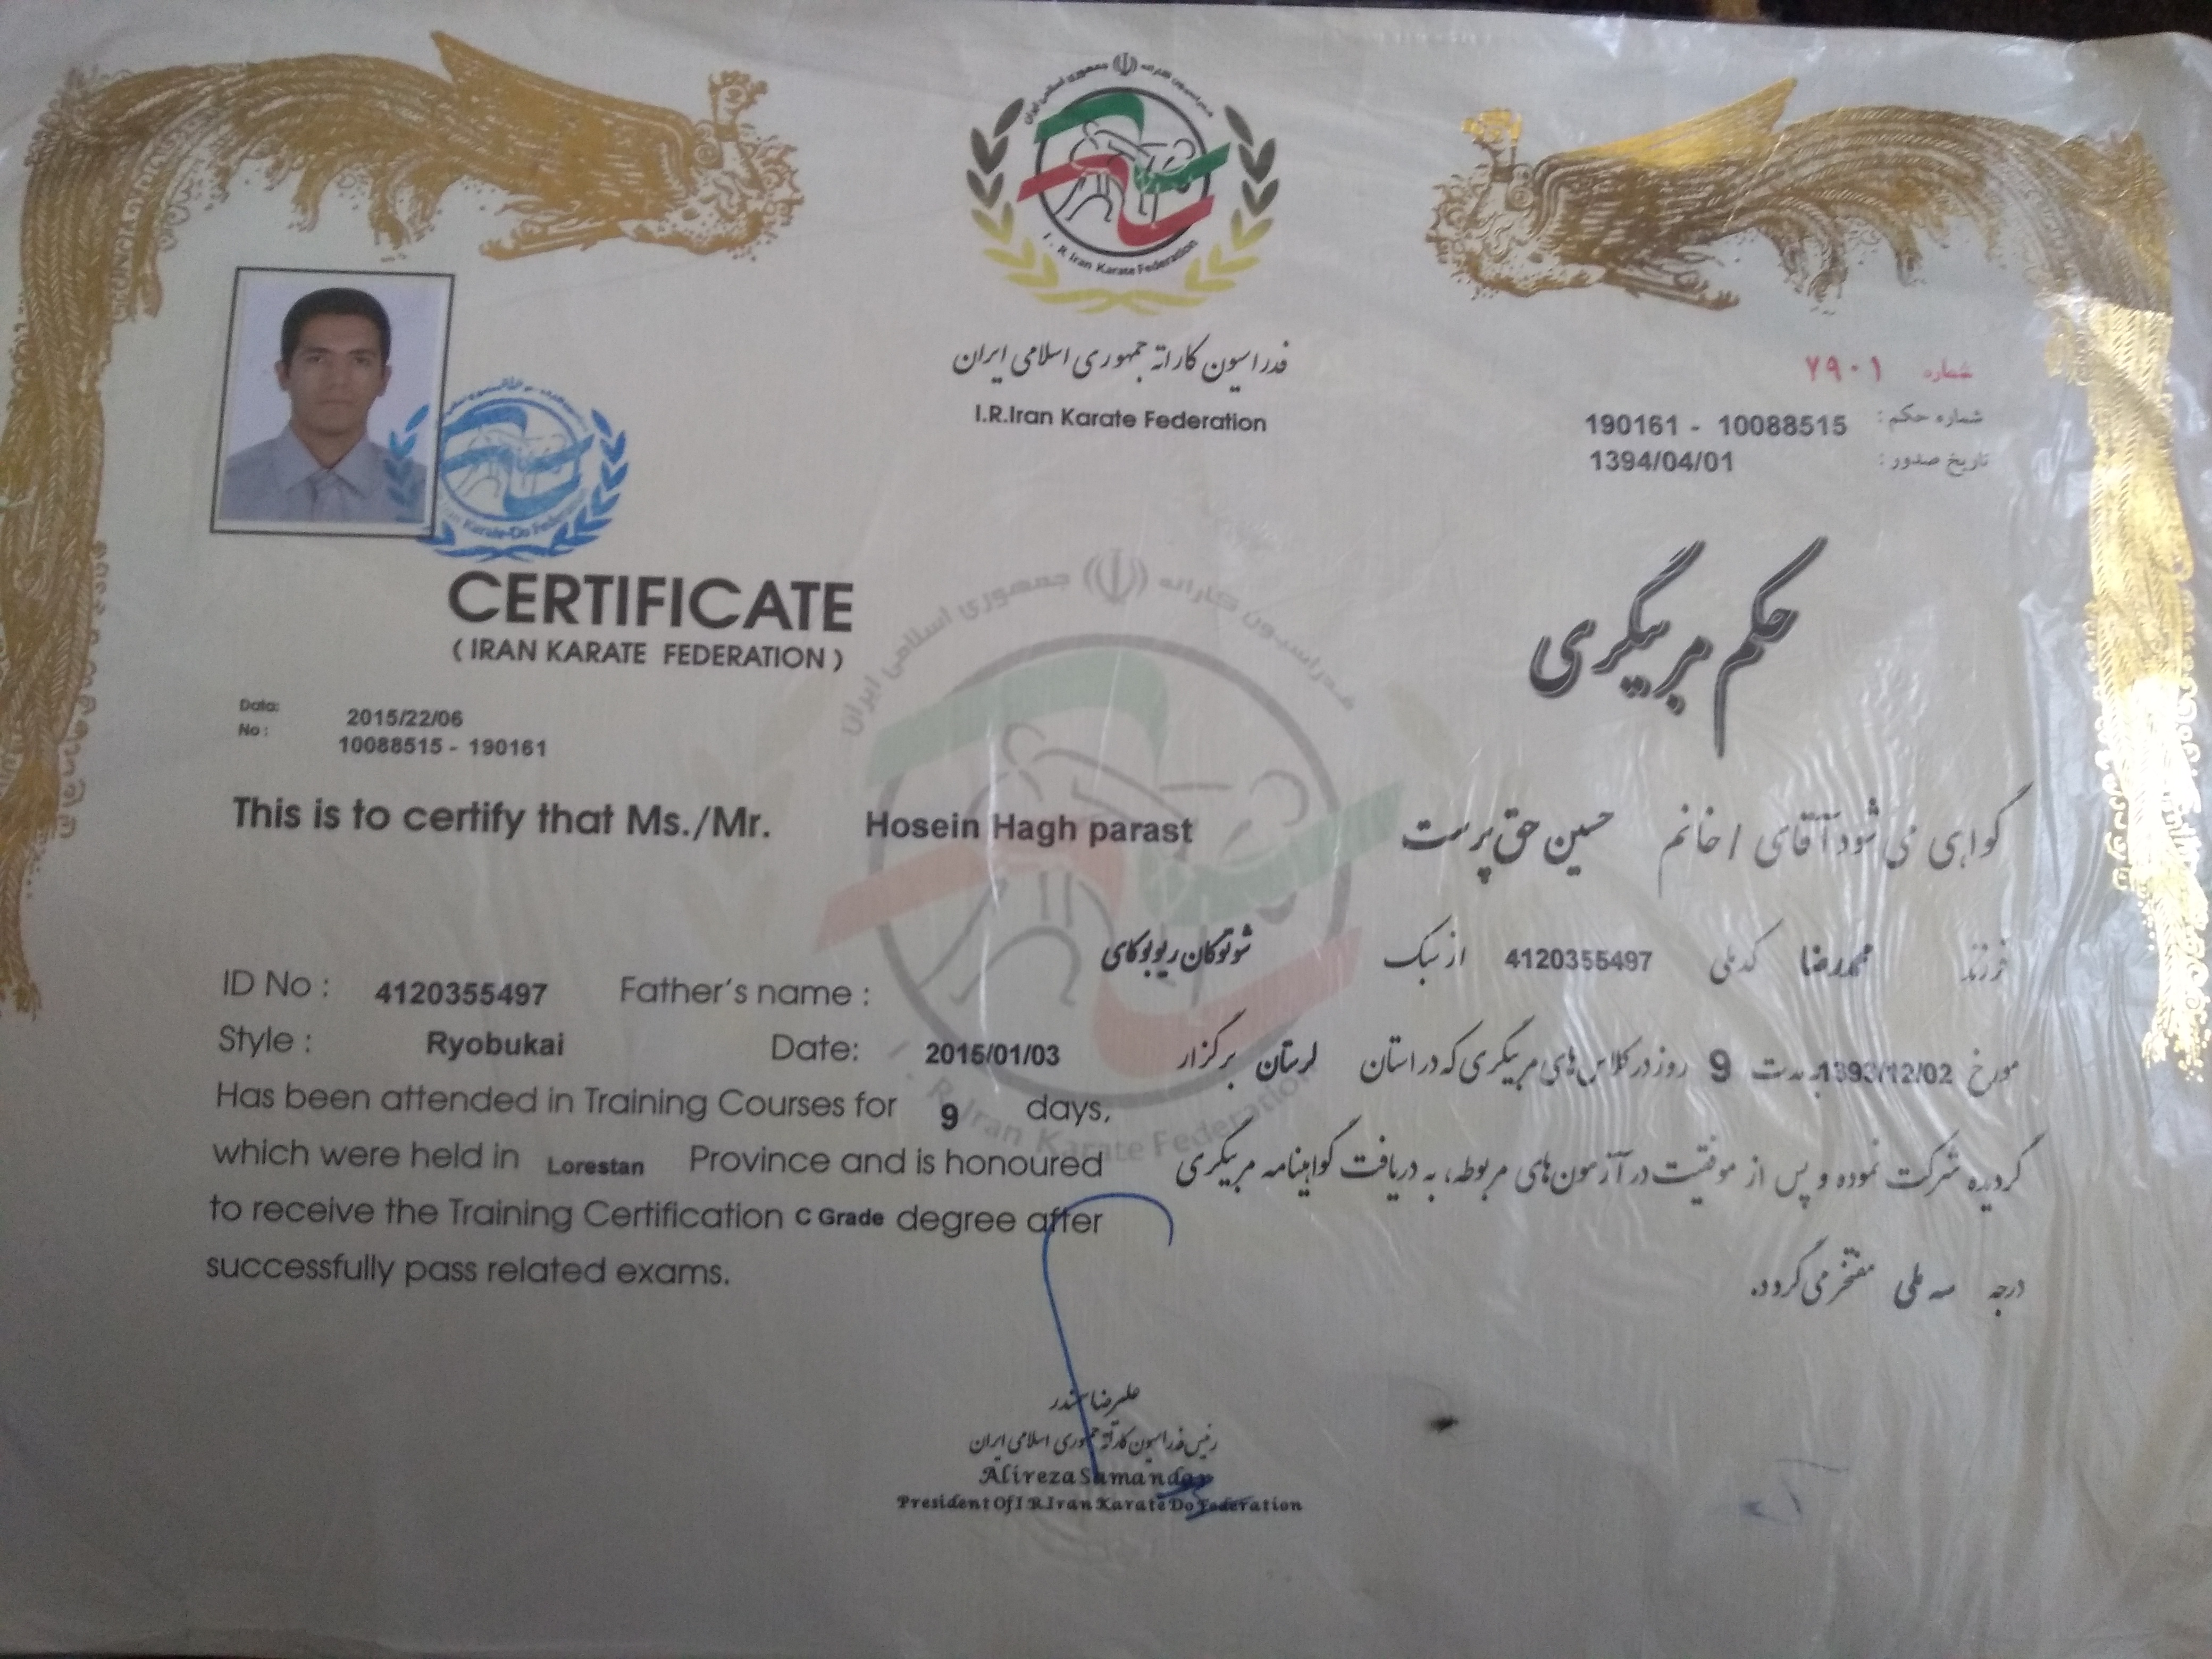 فدراسیون کاراته جمهوری اسلامی ایران
I . R Iran Karate Federation
فدراسیون کاراته جمهوری اسلامی ایران
I.R.Iran Karate Federation
شماره ۷۹۰۱
شماره حکم : 190161 - 10088515
تاریخ صدور : 1394/04/01
Karate-Do Federation
CERTIFICATE
( IRAN KARATE FEDERATION )
Data: 2015/22/06
No : 10088515 - 190161
This is to certify that Ms./Mr. Hosein Hagh parast
ID No : 4120355497 Father's name :
Style : Ryobukai Date: 2015/01/03
Has been attended in Training Courses for 9 days,
which were held in Lorestan Province and is honoured
to receive the Training Certification C Grade degree after
successfully pass related exams.
حکم مربیگری
گواهی می شود آقای / خانم حسین حق پرست
فرزند محمدرضا کدملی 4120355497 از سبک شوتوکان ریوبوکای
مورخ 1393/12/02 بمدت 9 روز در کلاس های مربیگری که در استان لرستان برگزار
گردیده شرکت نموده و پس از موفقیت در آزمون های مربوطه، به دریافت گواهینامه مربیگری
درجه سه ملی مفتخر می گردد.
فدراسیون کاراته جمهوری اسلامی ایران
I . R Iran Karate Federation
علیرضا سمندر
رئیس فدراسیون کاراته جمهوری اسلامی ایران
Alireza Samandar
President Of I R Iran Karate Do Federation